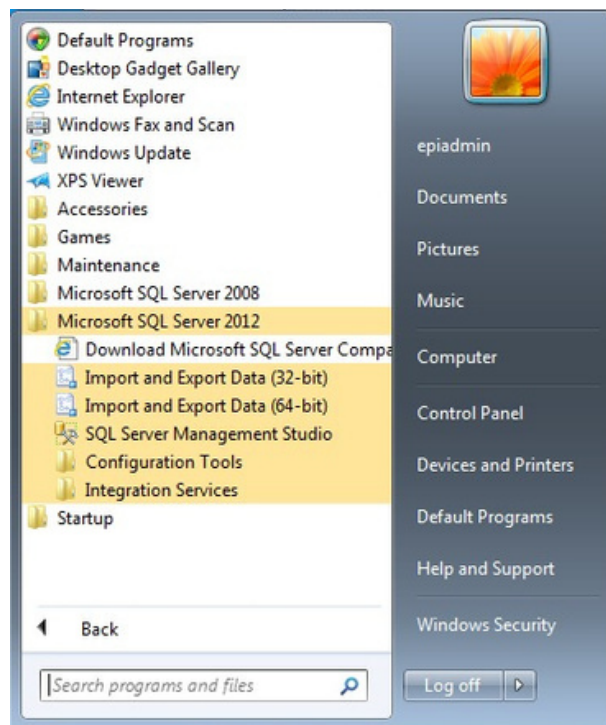 Default Programs
Desktop Gadget Gallery
Internet Explorer
Windows Fax and Scan
Windows Update
XPS Viewer
Accessories
Games
Maintenance
Microsoft SQL Server 2008
Microsoft SQL Server 2012
Download Microsoft SQL Server Compa
Import and Export Data (32-bit)
Import and Export Data (64-bit)
SQL Server Management Studio
Configuration Tools
Integration Services
Startup
Back
Search programs and files
epiadmin
Documents
Pictures
Music
Computer
Control Panel
Devices and Printers
Default Programs
Help and Support
Windows Security
Log off